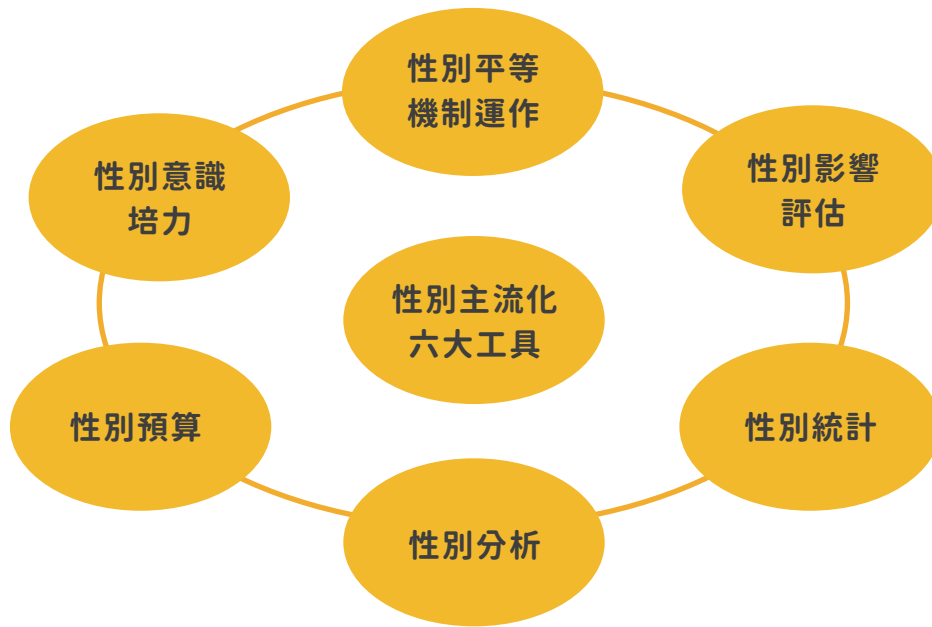 性別平等
機制運作
性別意識
培力
性別影響
評估
性別主流化
六大工具
性別預算
性別統計
性別分析